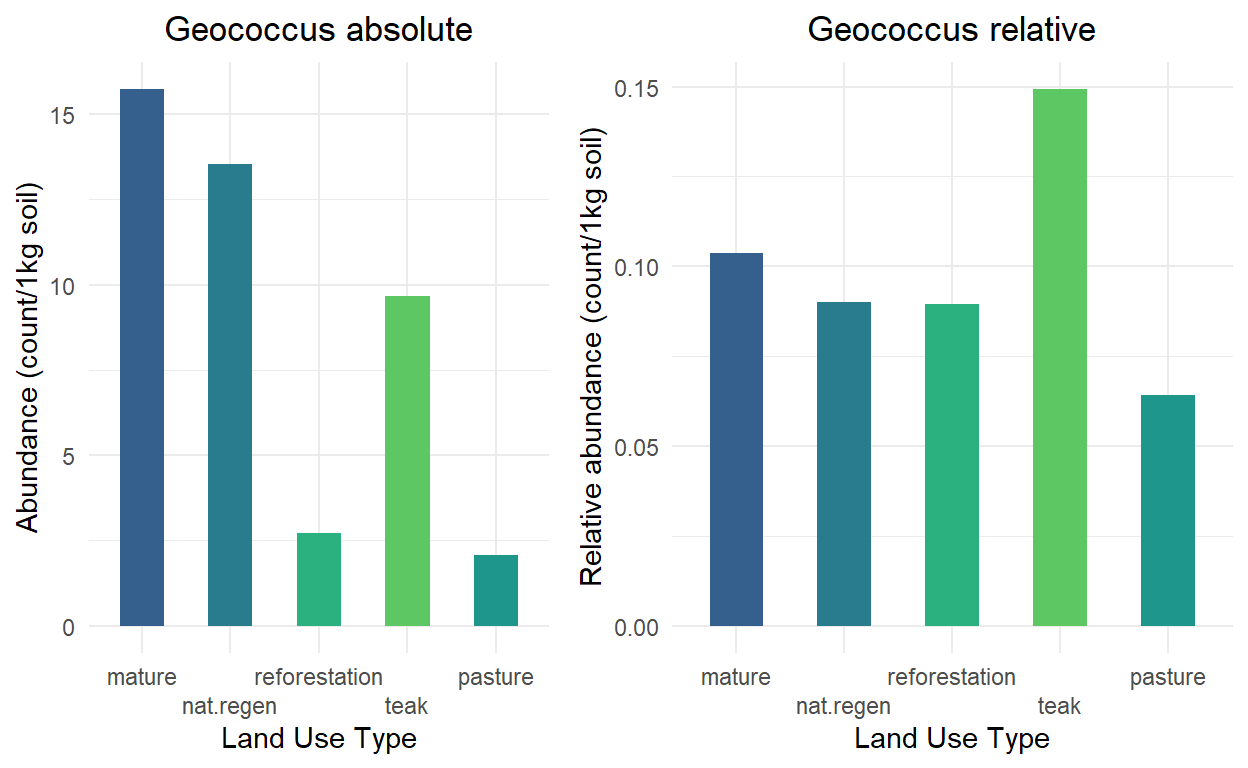 Geococcus absolute
Abundance (count/1kg soil)
15
10
5
0
mature
nat.regen
reforestation
teak
pasture
Land Use Type
Geococcus relative
Relative abundance (count/1kg soil)
0.15
0.10
0.05
0.00
mature
nat.regen
reforestation
teak
pasture
Land Use Type